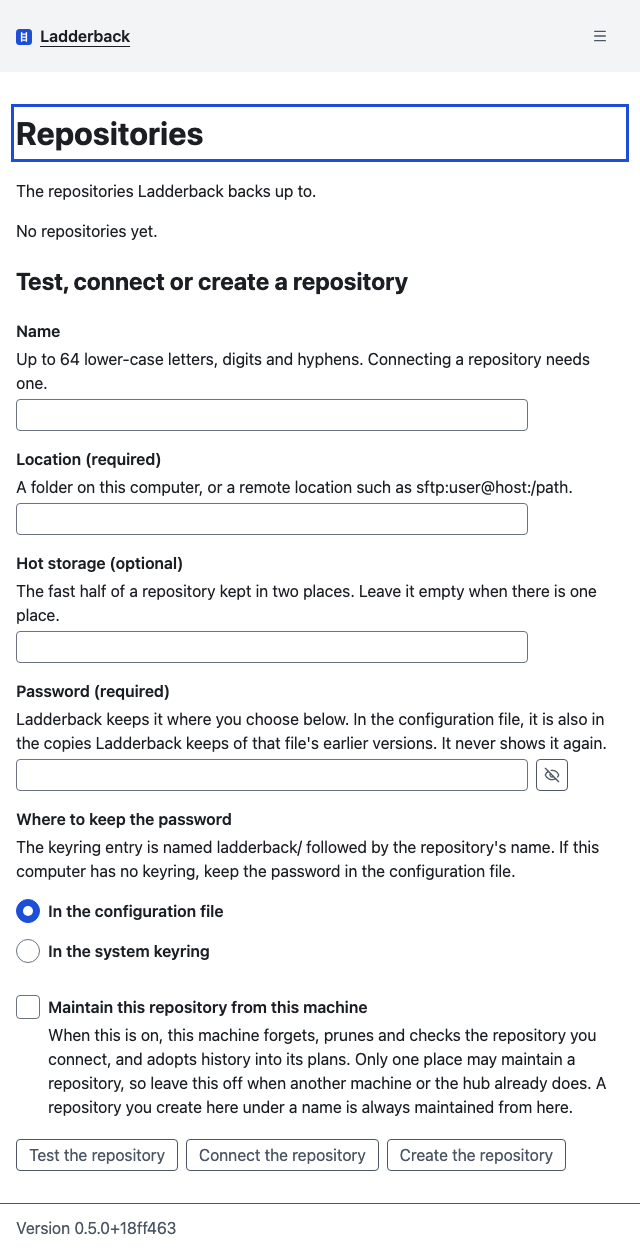 Ladderback
Repositories
The repositories Ladderback backs up to.
No repositories yet.
Test, connect or create a repository
Name
Up to 64 lower-case letters, digits and hyphens. Connecting a repository needs
one.
Location (required)
A folder on this computer, or a remote location such as sftp:user@host:/path.
Hot storage (optional)
The fast half of a repository kept in two places. Leave it empty when there is one
place.
Password (required)
Ladderback keeps it where you choose below. In the configuration file, it is also in
the copies Ladderback keeps of that file's earlier versions. It never shows it again.
Where to keep the password
The keyring entry is named ladderback/ followed by the repository's name. If this
computer has no keyring, keep the password in the configuration file.
In the configuration file
In the system keyring
Maintain this repository from this machine
When this is on, this machine forgets, prunes and checks the repository you
connect, and adopts history into its plans. Only one place may maintain a
repository, so leave this off when another machine or the hub already does. A
repository you create here under a name is always maintained from here.
Test the repository
Connect the repository
Create the repository
Version 0.5.0+18ff463